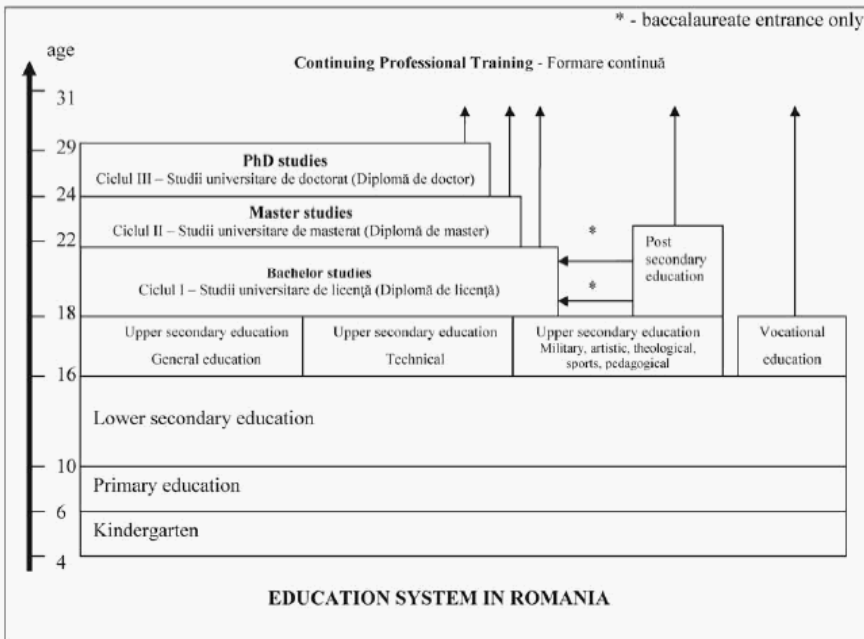 * - baccalaureate entrance only
age
Continuing Professional Training - Formare continuă
31
29
PhD studies
Ciclul III – Studii universitare de doctorat (Diplomă de doctor)
24
Master studies
Ciclul II – Studii universitare de masterat (Diplomă de master)
*
Post
secondary
education
22
Bachelor studies
Ciclul I – Studii universitare de licență (Diplomă de licență)
*
18
Upper secondary education
General education
Upper secondary education
Technical
Upper secondary education
Military, artistic, theological,
sports, pedagogical
Vocational
education
16
Lower secondary education
10
Primary education
6
Kindergarten
4
EDUCATION SYSTEM IN ROMANIA